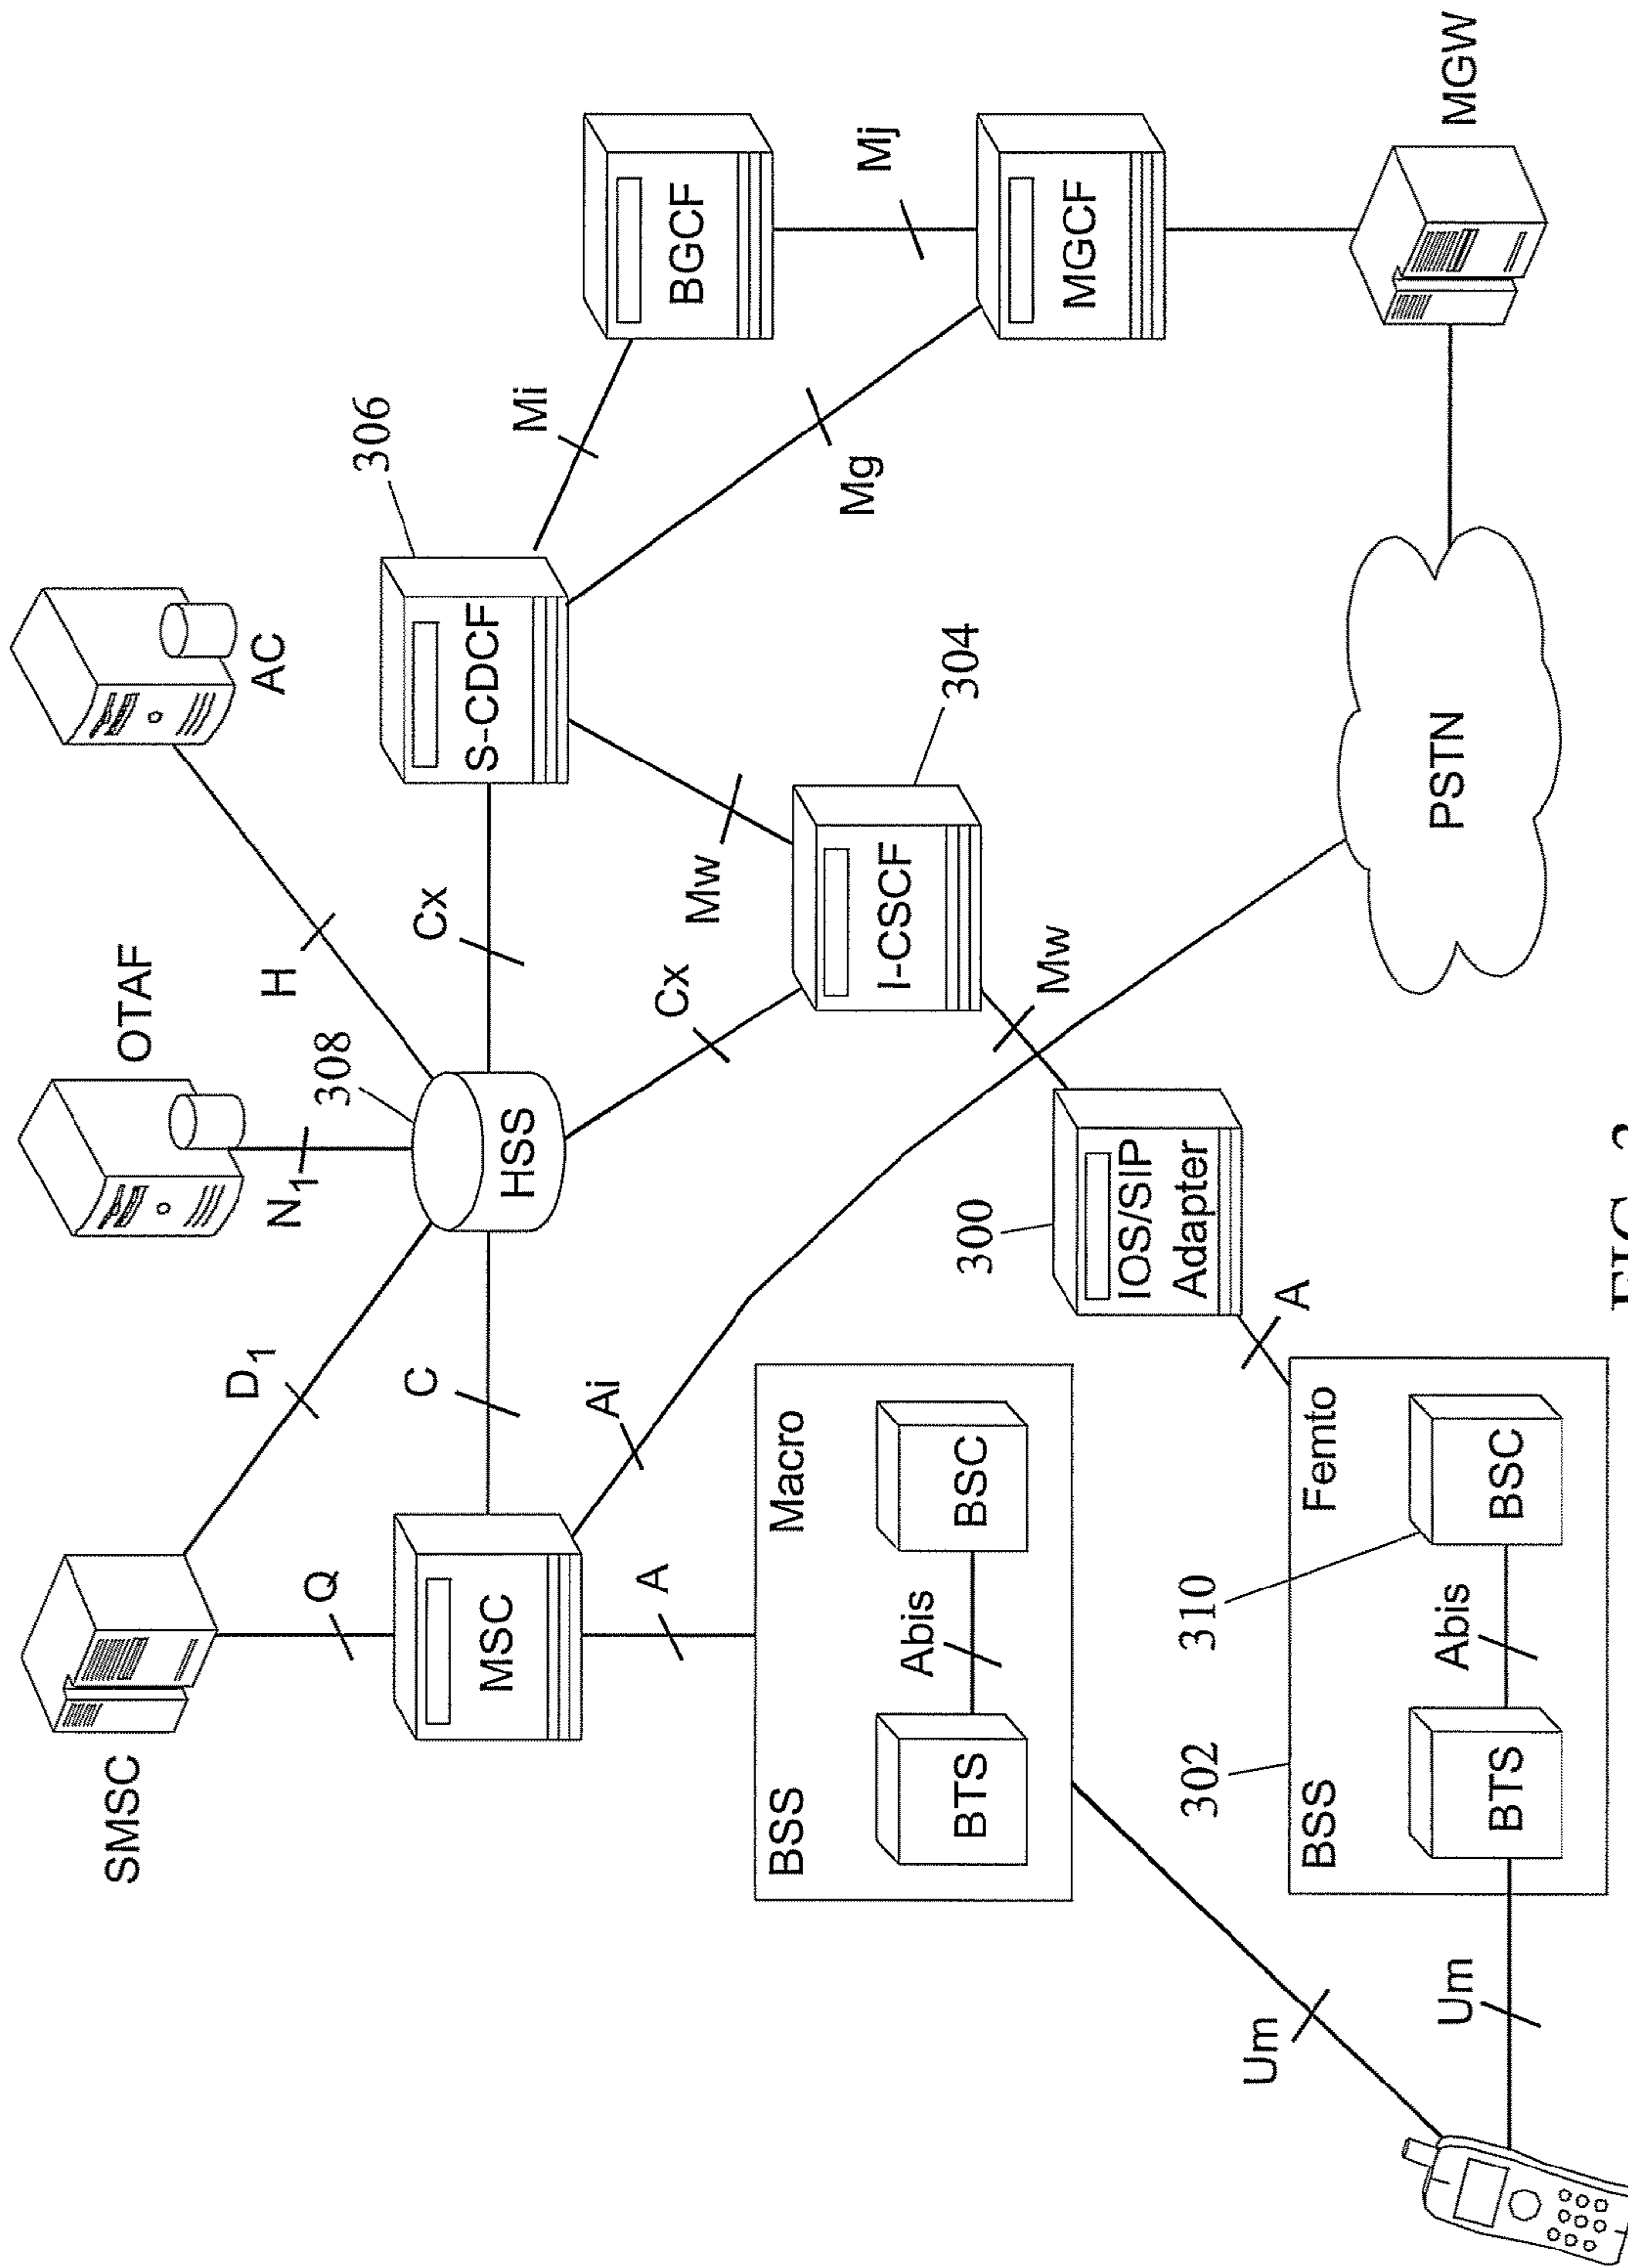 SMSC
OTAF
AC
D1
N1
H
308
306
Q
C
Cx
MSC
HSS
S-CDCF
Mi
BGCF
A
Ai
Cx
Mw
Mg
Mj
BSS
Macro
I-CSCF
304
MGCF
Abis
BTS
BSC
300
Mw
IOS/SIP
Adapter
302
310
A
Um
BSS
Femto
PSTN
MGW
Um
Abis
BTS
BSC